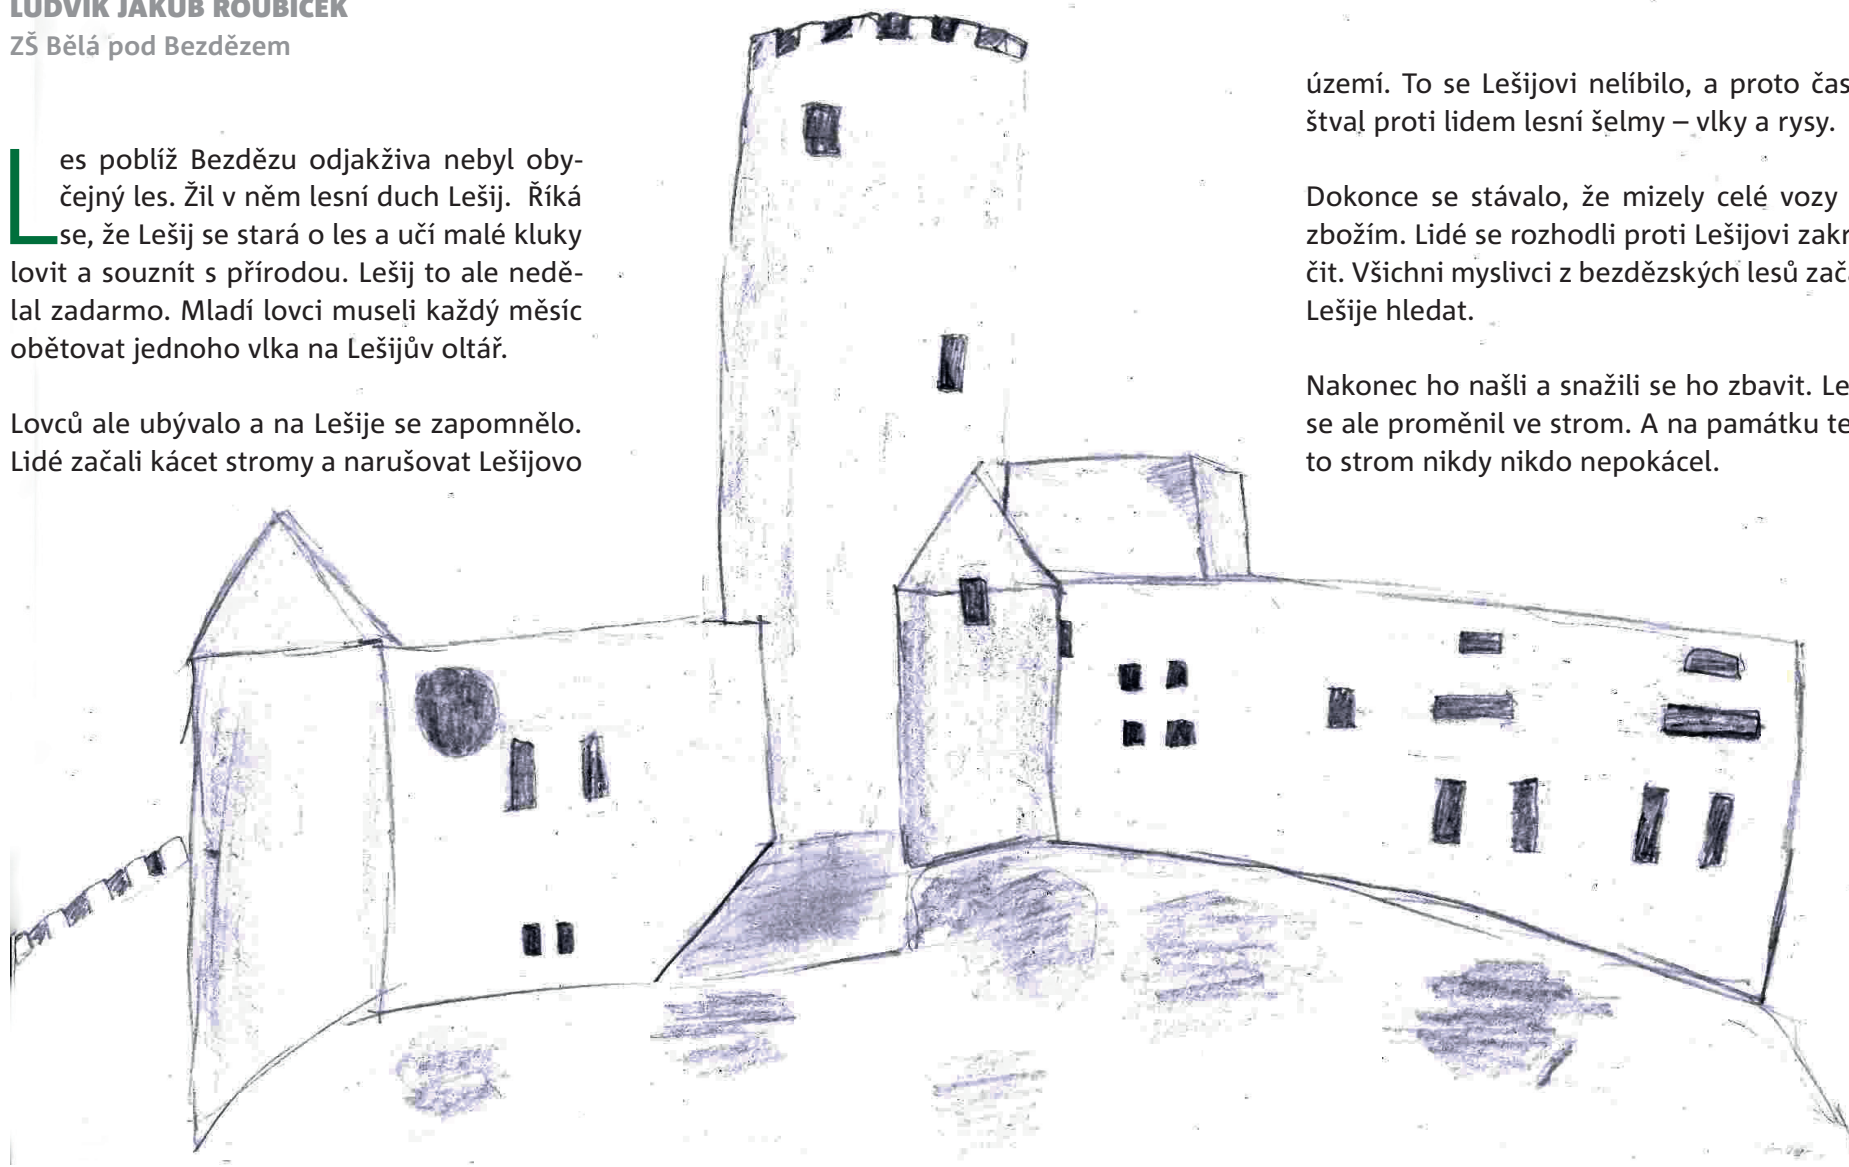 LUDVÍK JAKUB ROUBÍČEK
ZŠ Bělá pod Bezdězem
Les poblíž Bezdězu odjakživa nebyl oby-
čejný les. Žil v něm lesní duch Lešij. Říká
se, že Lešij se stará o les a učí malé kluky
lovit a souznít s přírodou. Lešij to ale nedě-
lal zadarmo. Mladí lovci museli každý měsíc
obětovat jednoho vlka na Lešijův oltář.
Lovců ale ubývalo a na Lešije se zapomnělo.
Lidé začali kácet stromy a narušovat Lešijovo
území. To se Lešijovi nelíbilo, a proto čas
štval proti lidem lesní šelmy – vlky a rysy.
Dokonce se stávalo, že mizely celé vozy
zbožím. Lidé se rozhodli proti Lešijovi zakr
čit. Všichni myslivci z bezdězských lesů zač
Lešije hledat.
Nakonec ho našli a snažili se ho zbavit. Le
se ale proměnil ve strom. A na památku te
to strom nikdy nikdo nepokácel.